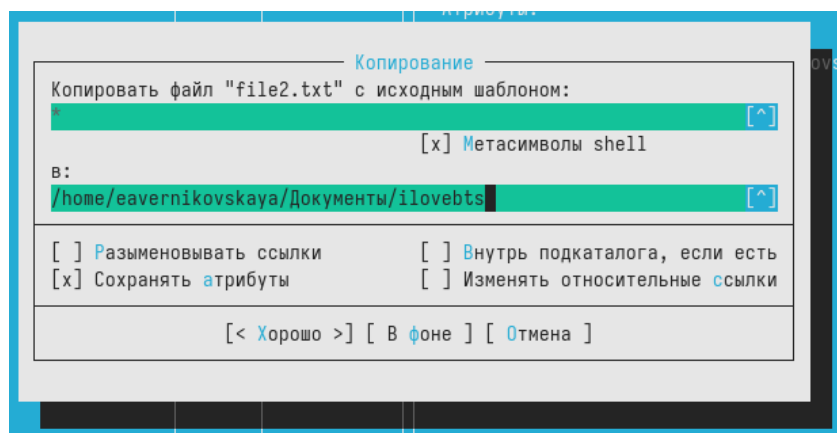 Атрибуты:
Копирование
Копировать файл "file2.txt" с исходным шаблоном:
*
[^]
[x] Метасимволы shell
в:
/home/eavernikovskaya/Документы/ilovebts
[^]
[ ] Разыменовывать ссылки [ ] Внутрь подкаталога, если есть
[x] Сохранять атрибуты [ ] Изменять относительные ссылки
[< Хорошо >] [ В фоне ] [ Отмена ]